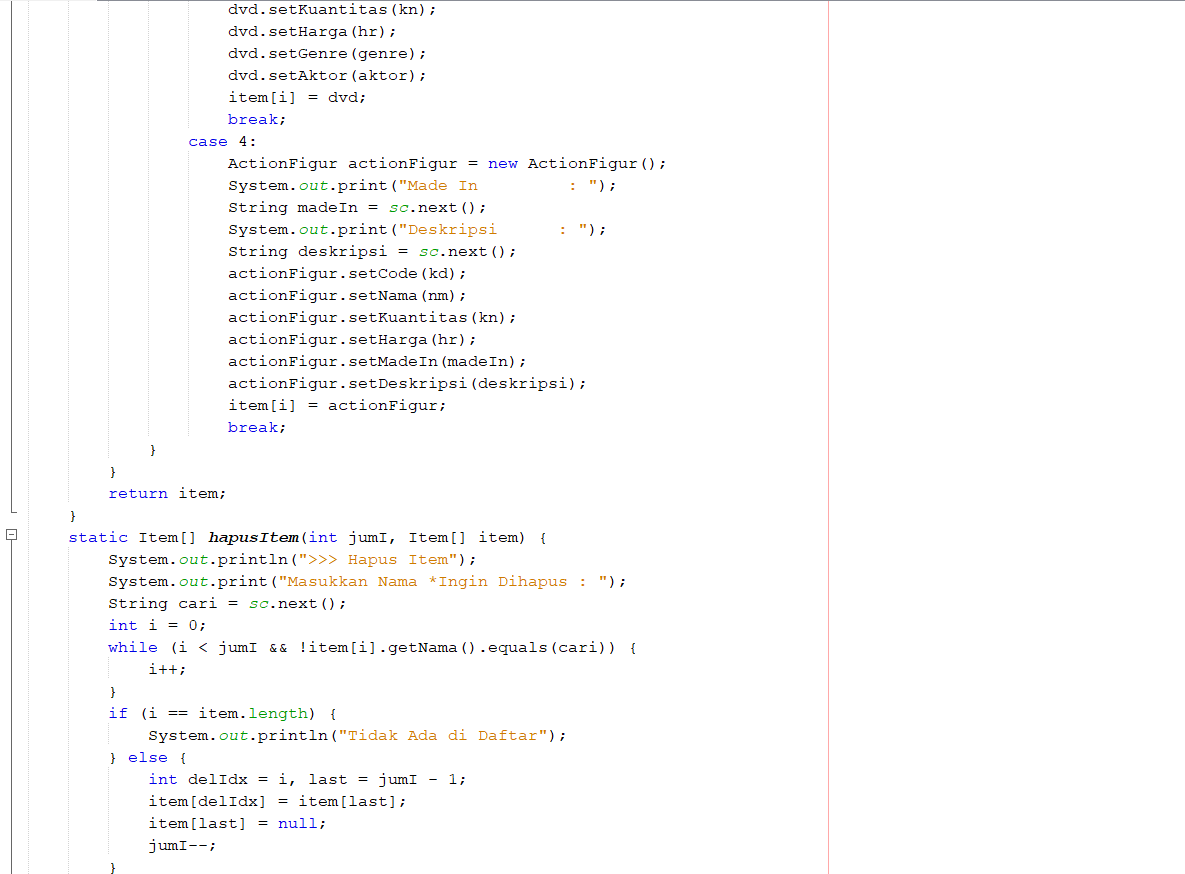 dvd.setKuantitas(kn);
                dvd.setHarga(hr);
                dvd.setGenre(genre);
                dvd.setAktor(aktor);
                item[i] = dvd;
                break;
            case 4:
                ActionFigur actionFigur = new ActionFigur();
                System.out.print("Made In         : ");
                String madeIn = sc.next();
                System.out.print("Deskripsi      : ");
                String deskripsi = sc.next();
                actionFigur.setCode(kd);
                actionFigur.setNama(nm);
                actionFigur.setKuantitas(kn);
                actionFigur.setHarga(hr);
                actionFigur.setMadeIn(madeIn);
                actionFigur.setDeskripsi(deskripsi);
                item[i] = actionFigur;
                break;
        }
    }
    return item;
}
static Item[] hapusItem(int jumI, Item[] item) {
    System.out.println(">>> Hapus Item");
    System.out.print("Masukkan Nama *Ingin Dihapus : ");
    String cari = sc.next();
    int i = 0;
    while (i < jumI && !item[i].getNama().equals(cari)) {
        i++;
    }
    if (i == item.length) {
        System.out.println("Tidak Ada di Daftar");
    } else {
        int delIdx = i, last = jumI - 1;
        item[delIdx] = item[last];
        item[last] = null;
        jumI--;
    }